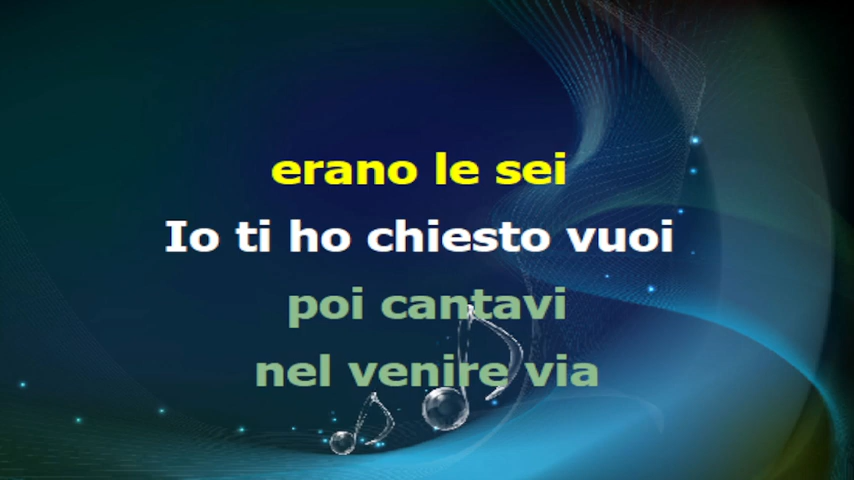 erano le sei
Io ti ho chiesto vuoi
poi cantavi
nel venire via